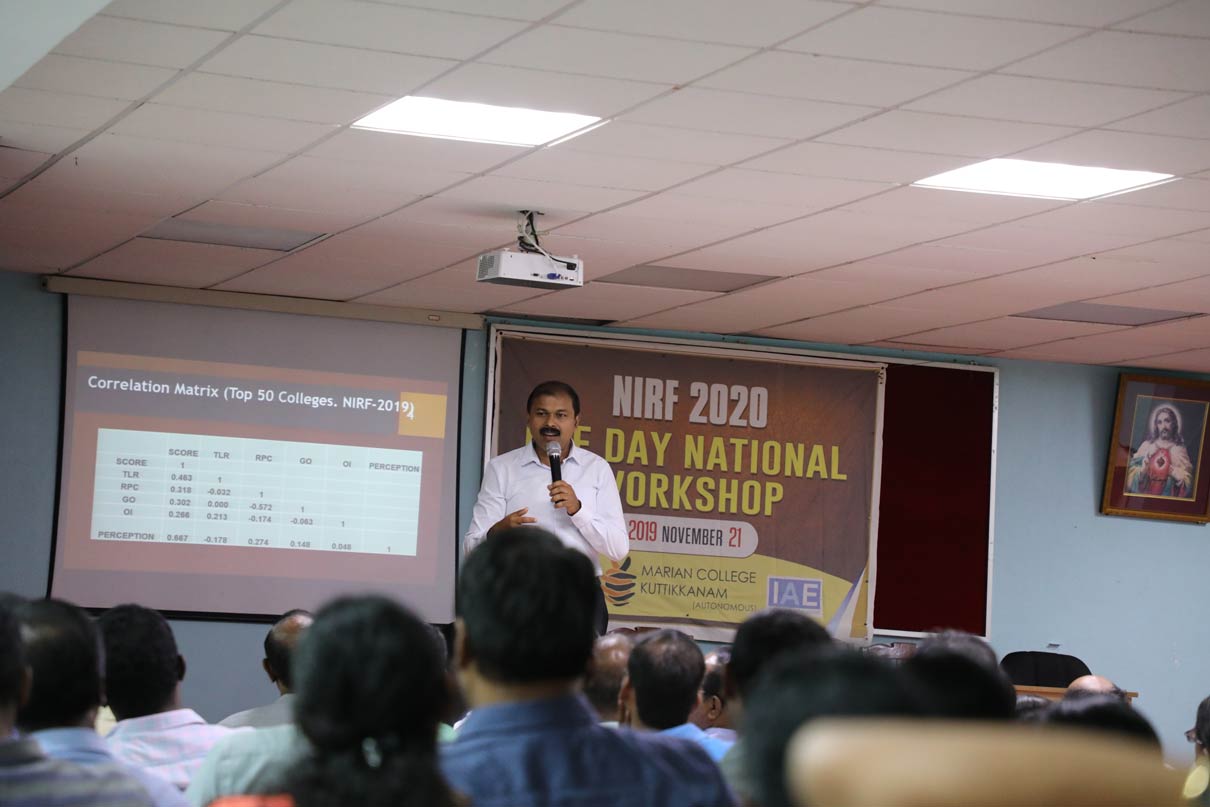 Correlation Matrix (Top 50 Colleges. NIRF-2019)
4
SCORE TLR RPC GO OI PERCEPTION
SCORE 1
TLR 0.463 1
RPC 0.318 -0.032 1
GO 0.302 0.000 -0.572 1
OI 0.266 0.213 -0.174 -0.063 1
PERCEPTION 0.667 -0.178 0.274 0.148 0.048 1
NIRF 2020
DAY NATIONAL
WORKSHOP
2019 NOVEMBER 21
MARIAN COLLEGE
KUTTIKKANAM
(AUTONOMOUS)
IAE